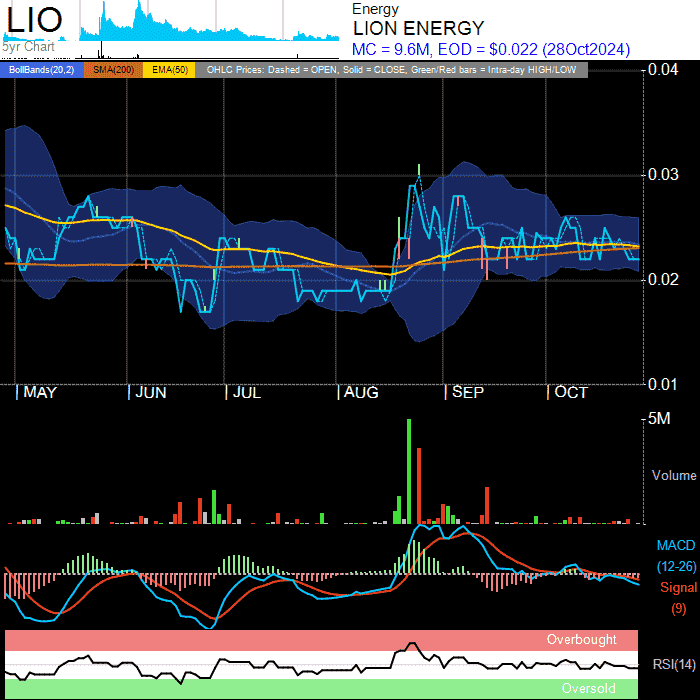 LIO
5yr Chart
Energy
LION ENERGY
MC = 9.6M, EOD = $0.022 (28Oct2024)
BollBands(20,2) SMA(200) EMA(50) OHLC Prices: Dashed = OPEN, Solid = CLOSE, Green/Red bars = Intra-day HIGH/LOW
0.04
0.03
0.02
0.01
MAY JUN JUL AUG SEP OCT
5M
Volume
MACD
(12-26)
Signal
(9)
Overbought
RSI(14)
Oversold